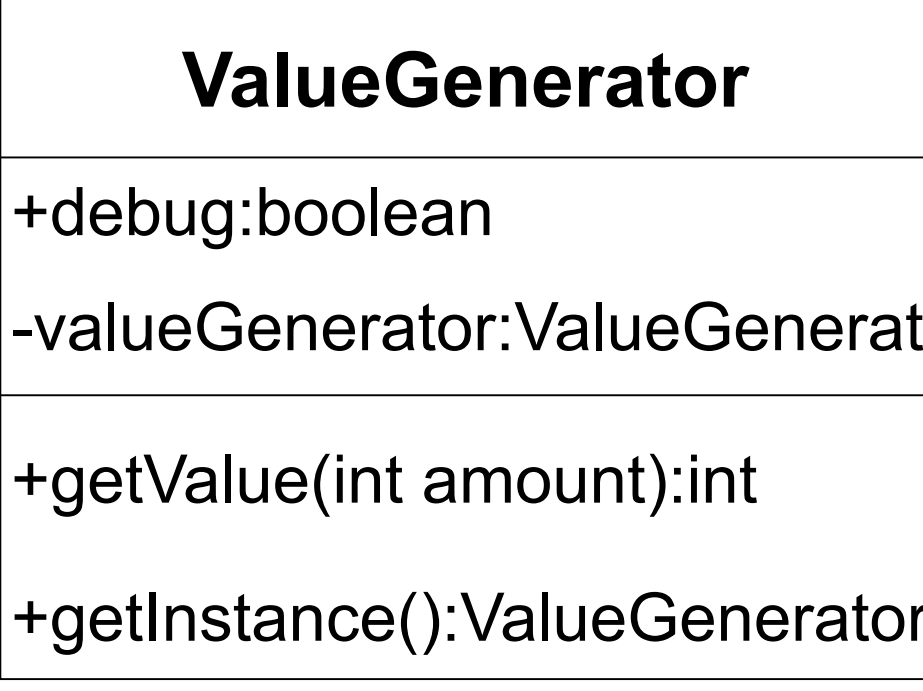 ValueGenerator
+debug:boolean
-valueGenerator:ValueGenerat
+getValue(int amount):int
+getInstance():ValueGenerator